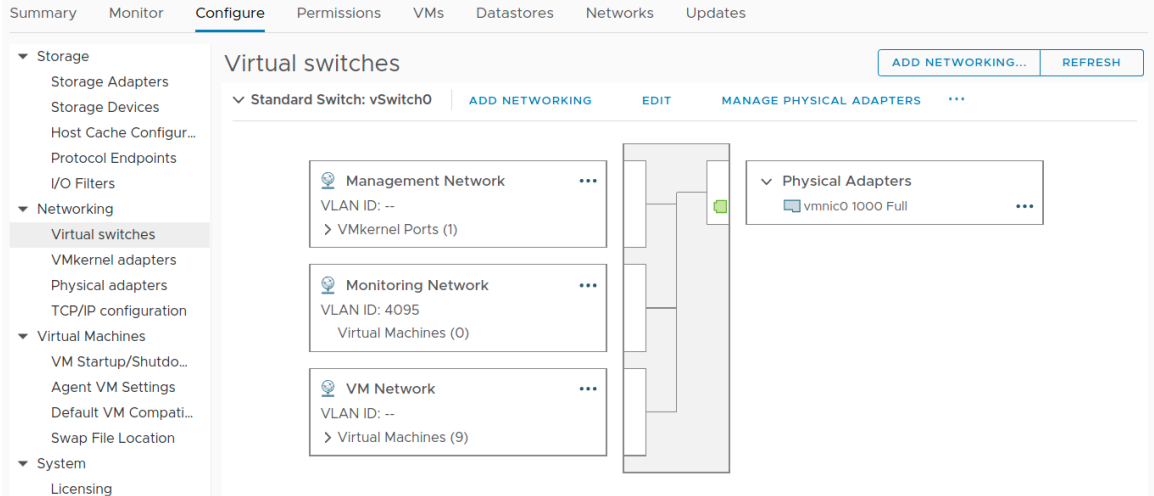 Summary Monitor Configure Permissions VMs Datastores Networks Updates
Storage
Storage Adapters
Storage Devices
Host Cache Configur...
Protocol Endpoints
I/O Filters
Networking
Virtual switches
VMkernel adapters
Physical adapters
TCP/IP configuration
Virtual Machines
VM Startup/Shutdo...
Agent VM Settings
Default VM Compati...
Swap File Location
System
Licensing
Virtual switches
ADD NETWORKING... REFRESH
Standard Switch: vSwitch0 ADD NETWORKING EDIT MANAGE PHYSICAL ADAPTERS ...
Management Network ...
VLAN ID: --
VMkernel Ports (1)
Monitoring Network ...
VLAN ID: 4095
Virtual Machines (0)
VM Network ...
VLAN ID: --
Virtual Machines (9)
Physical Adapters
vmnic0 1000 Full ...